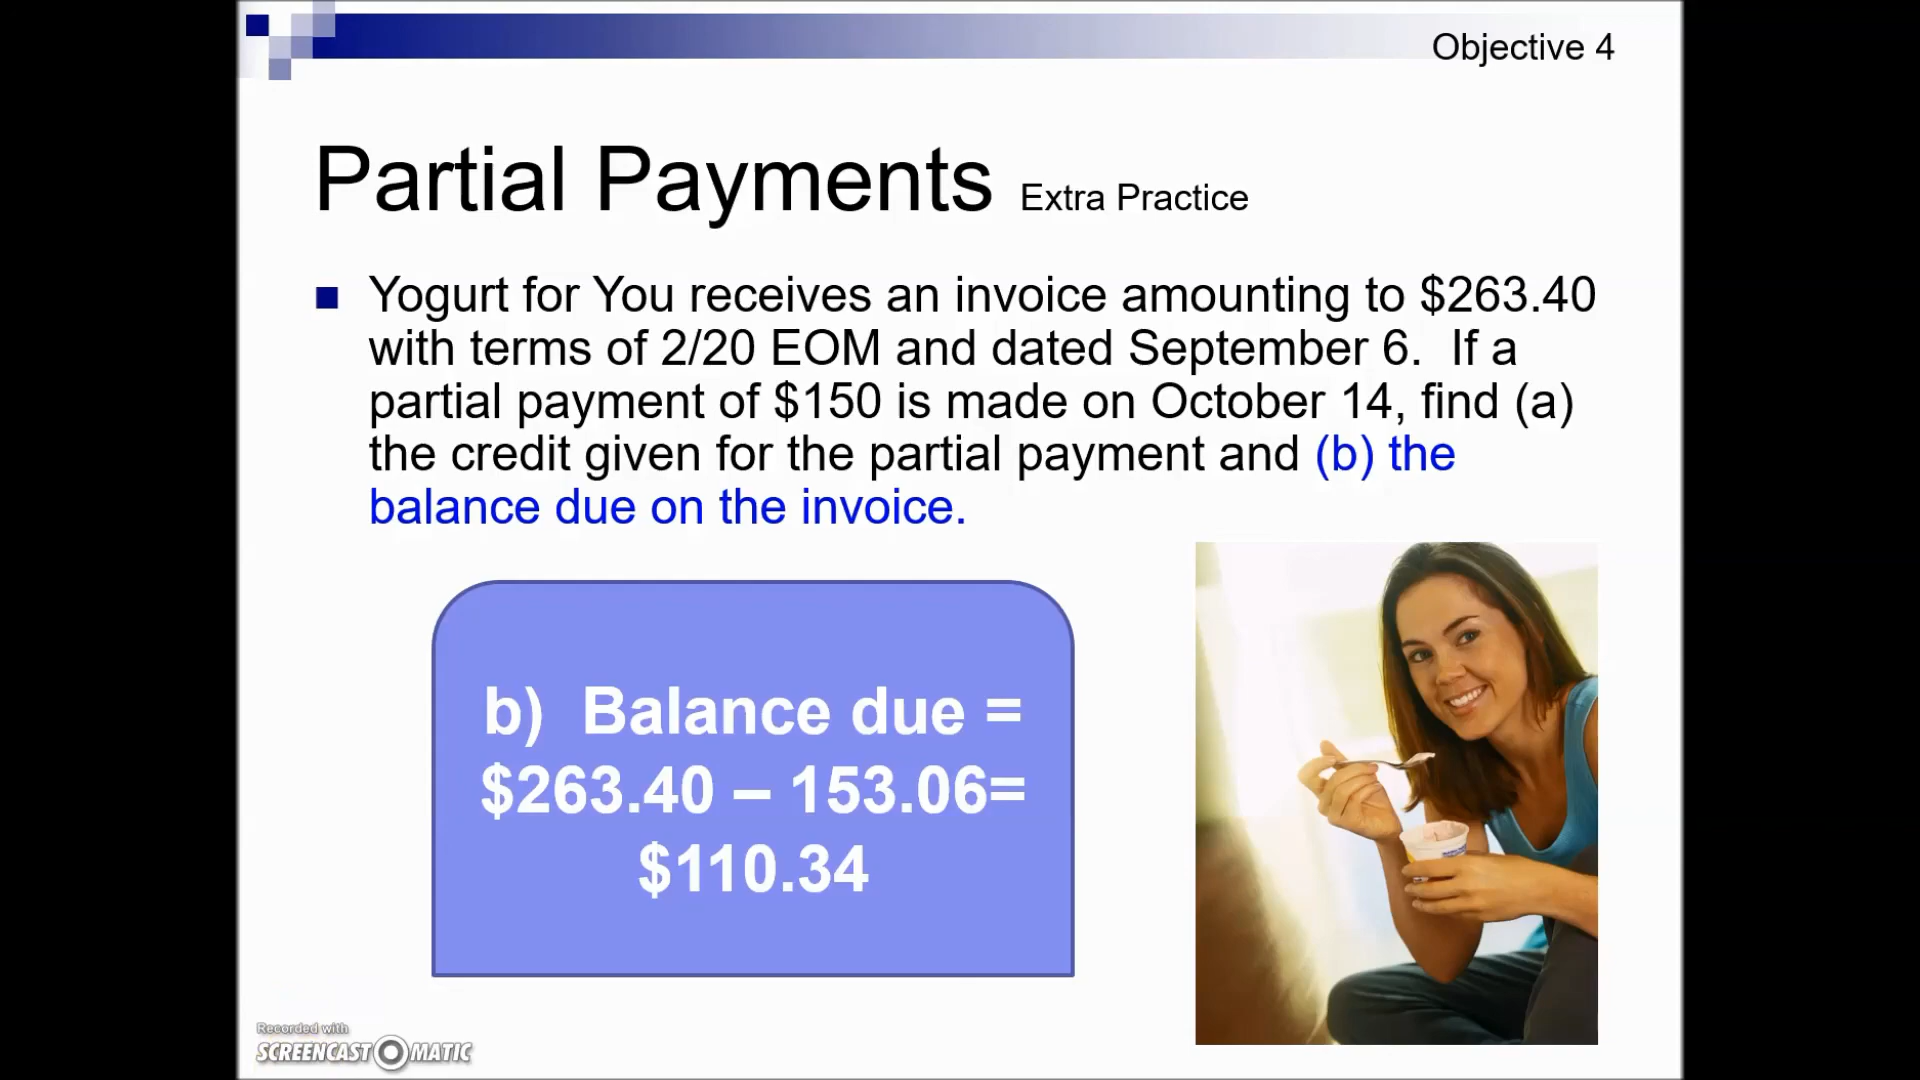 Objective 4
Partial Payments Extra Practice
Yogurt for You receives an invoice amounting to $263.40
with terms of 2/20 EOM and dated September 6. If a
partial payment of $150 is made on October 14, find (a)
the credit given for the partial payment and (b) the
balance due on the invoice.
b) Balance due =
$263.40 – 153.06=
$110.34
Recorded with
SCREENCAST MATIC